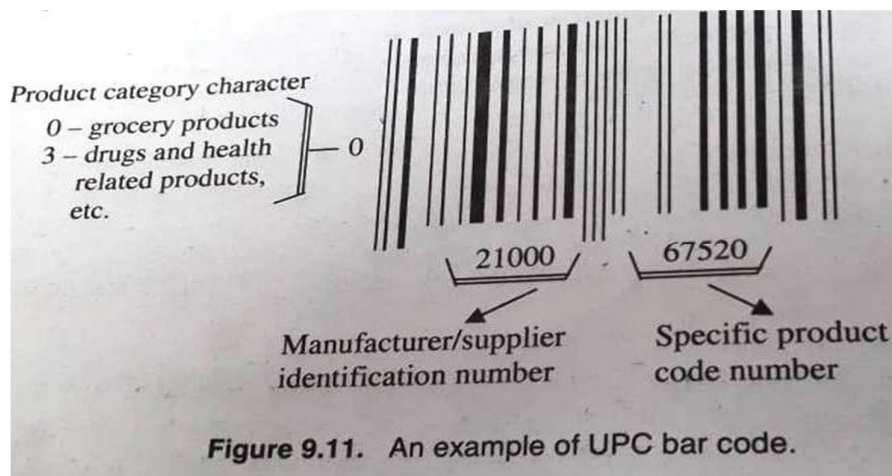 Product category character
0 – grocery products
3 – drugs and health
related products,
etc.
0
21000
67520
Manufacturer/supplier
identification number
Specific product
code number
Figure 9.11. An example of UPC bar code.